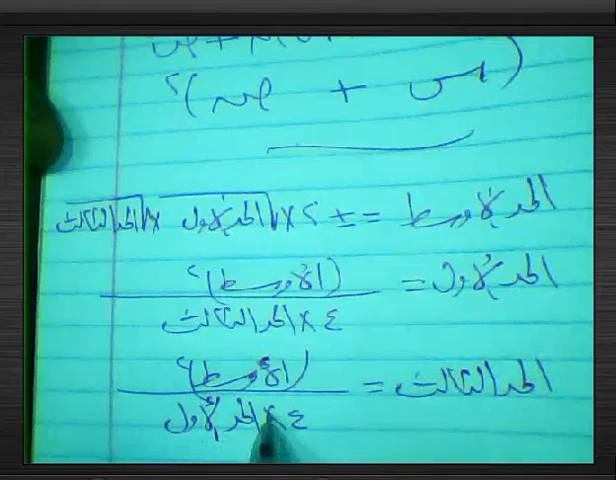 (س + ص)٢
الحد الأوسط = ± ٢ × √الحد الأول × √الحد الثالث
الحد الأول = (الأوسط)٢
٤ × الحد الثالث
الحد الثالث = (الأوسط)٢
٤ × الحد الأول